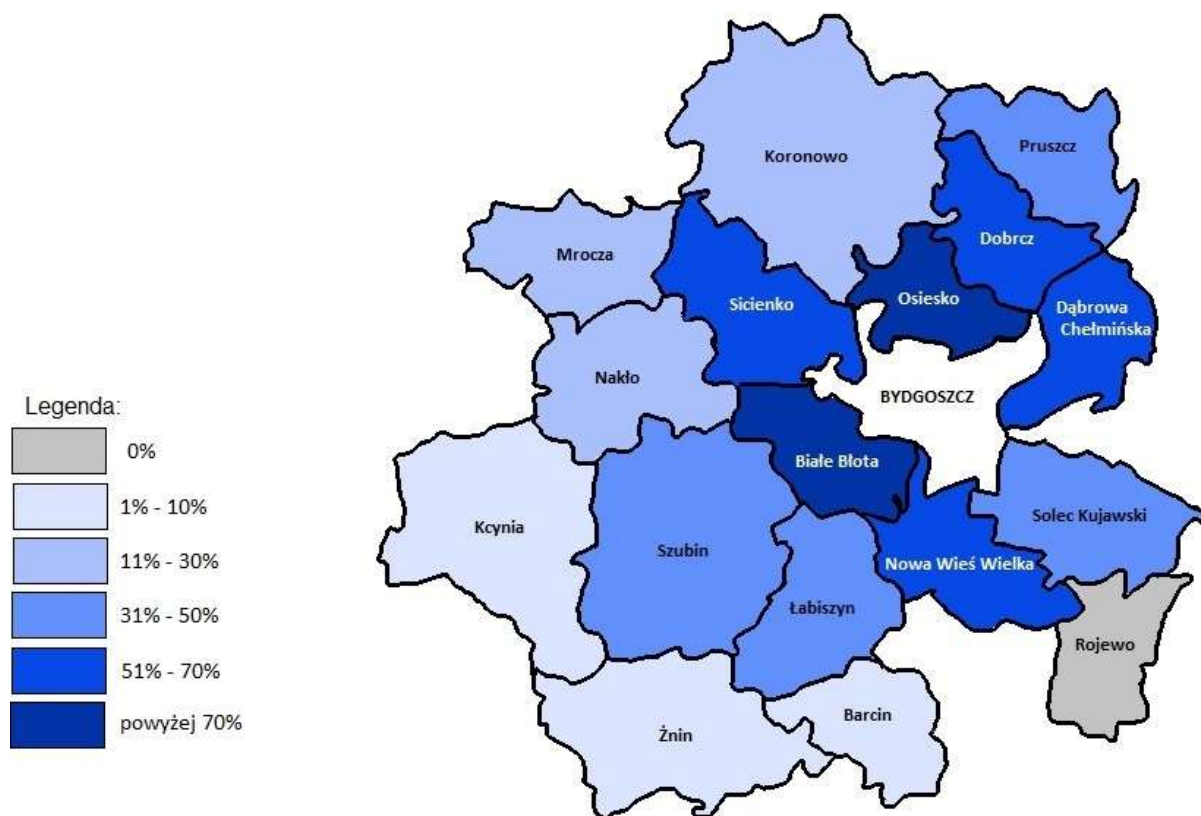 Koronowo
Pruszcz
Dobrcz
Mrocza
Sicienko
Osiesko
Dąbrowa
Chełmińska
Nakło
BYDGOSZCZ
Białe Błota
Kcynia
Szubin
Solec Kujawski
Nowa Wieś Wielka
Łabiszyn
Rojewo
Barcin
Żnin
Legenda:
0%
1% - 10%
11% - 30%
31% - 50%
51% - 70%
powyżej 70%